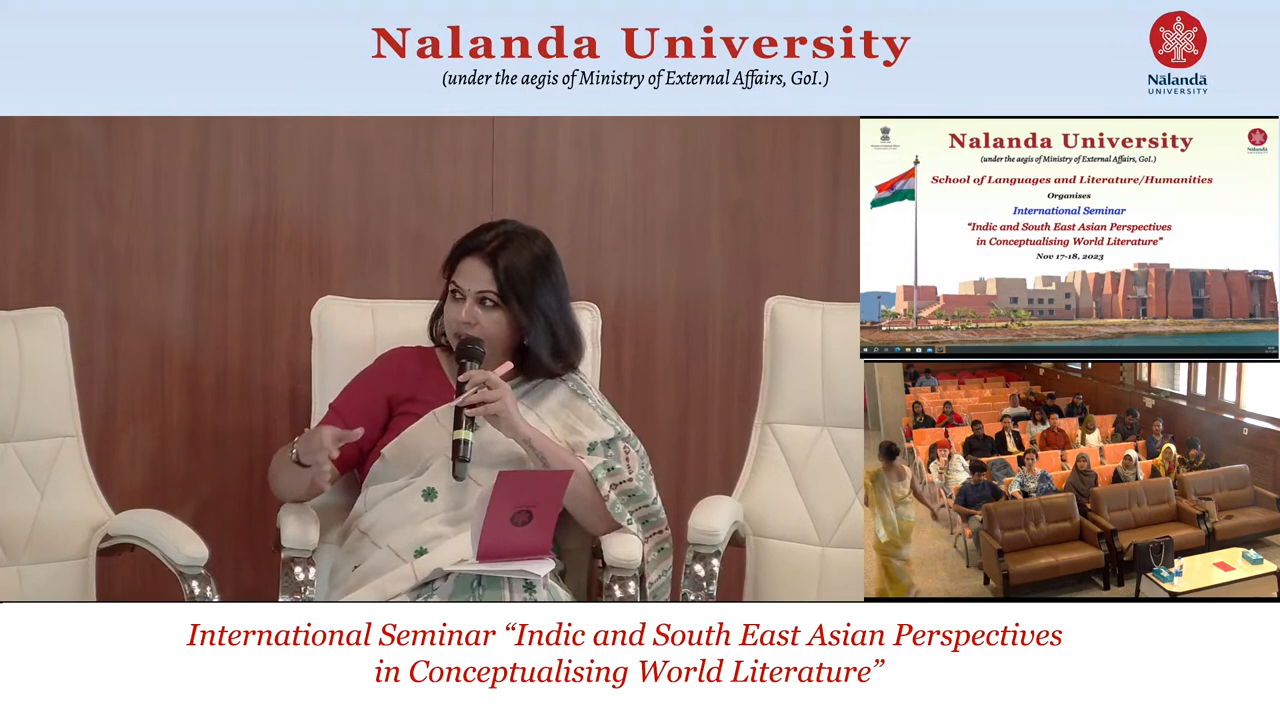 Nalanda University
(under the aegis of Ministry of External Affairs, GoI.)
Nālandā
UNIVERSITY
Nalanda University
(under the aegis of Ministry of External Affairs, GoI.)
School of Languages and Literature/Humanities
Organises
International Seminar
“Indic and South East Asian Perspectives
in Conceptualising World Literature”
Nov 17-18, 2023
International Seminar “Indic and South East Asian Perspectives
in Conceptualising World Literature”